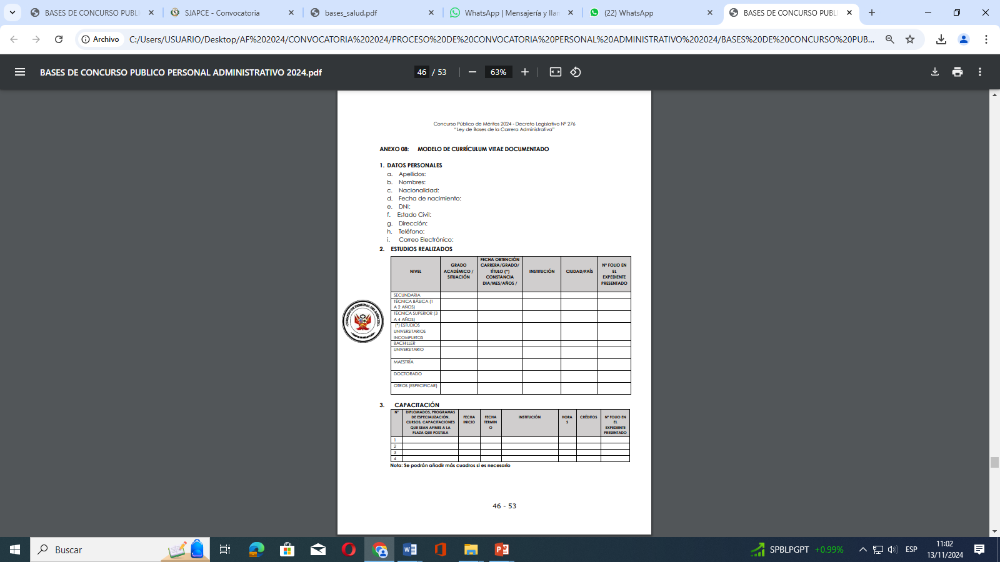 BASES DE CONCURSO PUBLI
SJAPCE - Convocatoria
bases_salud.pdf
WhatsApp | Mensajería y llan
(22) WhatsApp
BASES DE CONCURSO PUBL
Archivo
C:/Users/USUARIO/Desktop/AF%202024/CONVOCATORIA%202024/PROCESO%20DE%20CONVOCATORIA%20PERSONAL%20ADMINISTRATIVO%202024/BASES%20DE%20CONCURSO%20PUB...
BASES DE CONCURSO PUBLICO PERSONAL ADMINISTRATIVO 2024.pdf
46 / 53
63%
Concurso Público de Méritos 2024 - Decreto Legislativo N° 276
"Ley de Bases de la Carrera Administrativa"
ANEXO 08: MODELO DE CURRÍCULUM VITAE DOCUMENTADO
1. DATOS PERSONALES
a. Apellidos:
b. Nombres:
c. Nacionalidad:
d. Fecha de nacimiento:
e. DNI:
f. Estado Civil:
g. Dirección:
h. Teléfono:
i. Correo Electrónico:
2. ESTUDIOS REALIZADOS
NIVEL
GRADO
ACADÉMICO /
SITUACIÓN
FECHA OBTENCIÓN
CARRERA/GRADO/
TÍTULO (*)
CONSTANCIA
DIA/MES/AÑOS /
INSTITUCIÓN
CIUDAD/PAÍS
N° FOLIO EN
EL
EXPEDIENTE
PRESENTADO
SECUNDARIA
TÉCNICA BÁSICA (1
A 2 AÑOS)
TÉCNICA SUPERIOR (3
A 4 AÑOS)
(*) ESTUDIOS
UNIVERSITARIOS
INCOMPLETOS
BACHILLER
UNIVERSITARIO
MAESTRÍA
DOCTORADO
OTROS (ESPECIFICAR)
3. CAPACITACIÓN
N°
DIPLOMADOS, PROGRAMAS
DE ESPECIALIZACIÓN,
CURSOS, CAPACITACIONES
QUE SEAN AFINES A LA
PLAZA QUE POSTULA
FECHA
INICIO
FECHA
TERMIN
O
INSTITUCIÓN
HORA
S
CRÉDITOS
N° FOLIO EN
EL
EXPEDIENTE
PRESENTADO
1
2
3
4
Nota: Se podrán añadir más cuadros si es necesario
46 - 53
Buscar
SPBLPGPT +0.99%
ESP
11:02
13/11/2024